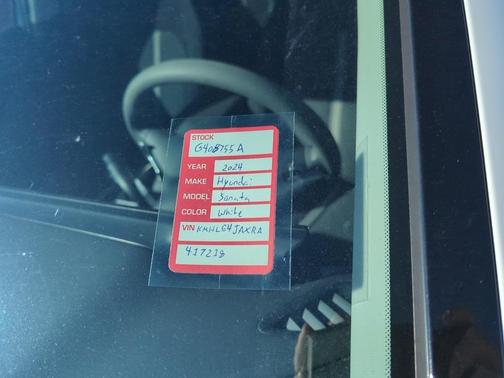 STOCK
G408755A
YEAR 2024
MAKE Hyundai
MODEL Sonata
COLOR White
VIN KMHL64JAXRA
417218